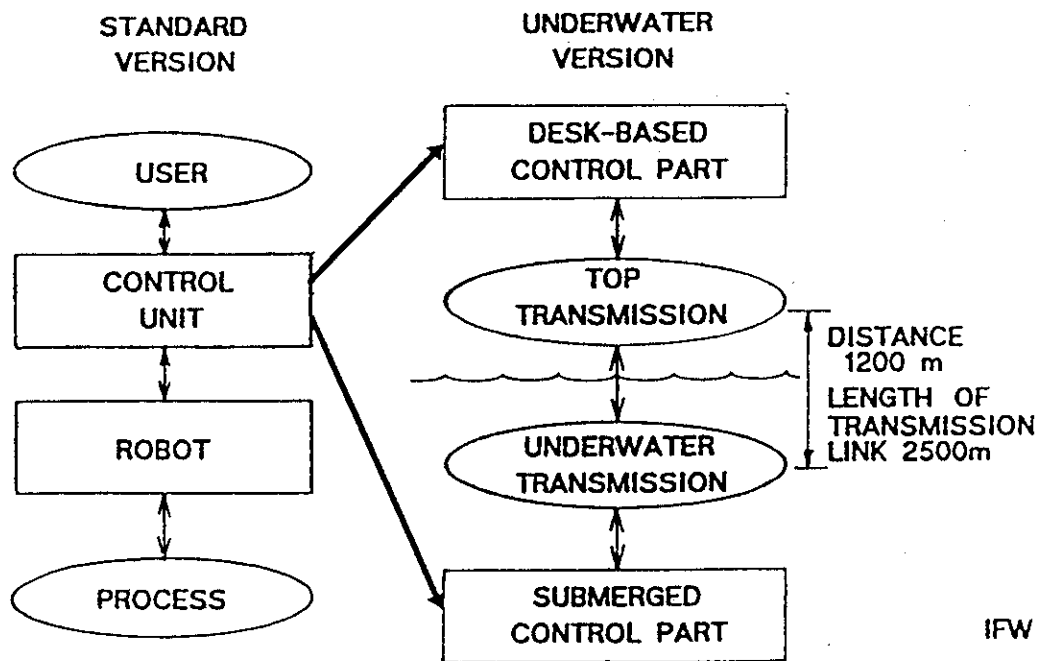 STANDARD
VERSION
USER
CONTROL
UNIT
ROBOT
PROCESS
UNDERWATER
VERSION
DESK-BASED
CONTROL PART
TOP
TRANSMISSION
UNDERWATER
TRANSMISSION
SUBMERGED
CONTROL PART
DISTANCE
1200 m
LENGTH OF
TRANSMISSION
LINK 2500m
IFW